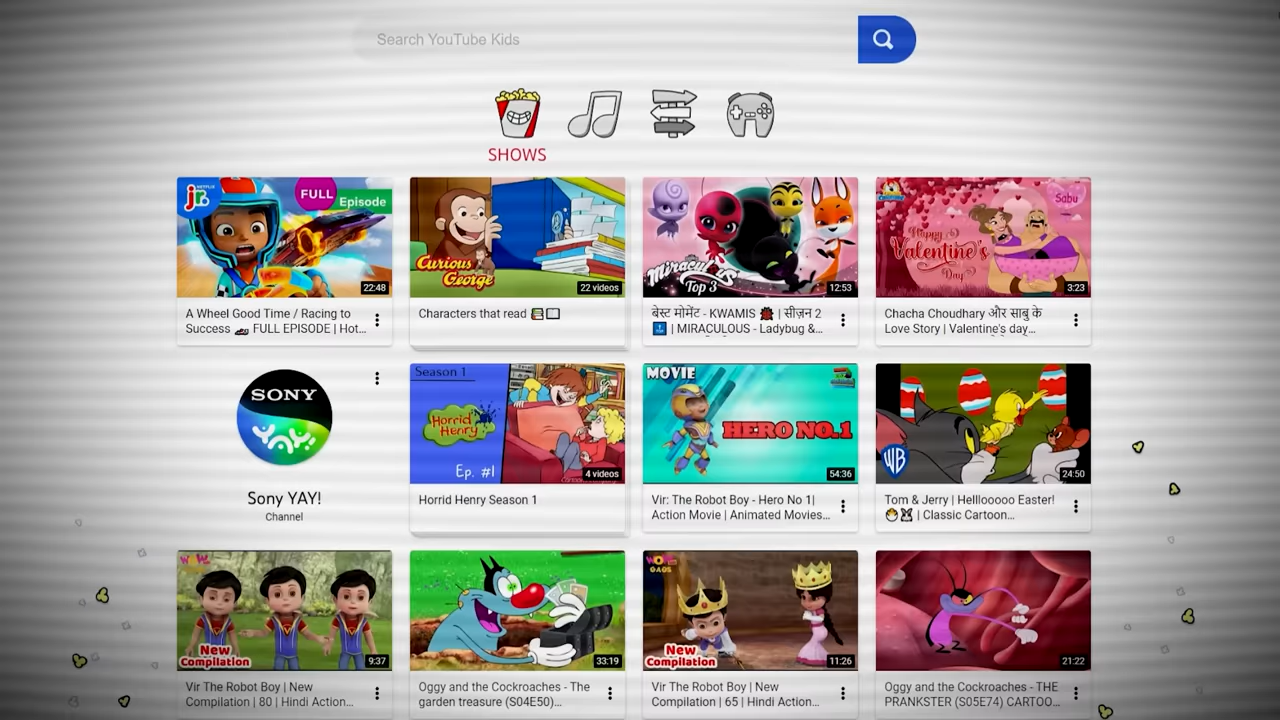 Search YouTube Kids
SHOWS
jr
NETFLIX
FULL
Episode
22:48
A Wheel Good Time / Racing to
Success 👟 FULL EPISODE | Hot...
Curious
George
22 videos
Characters that read 📚📖
Miraculous
Top 3
12:53
बेस्ट मोमेंट - KWAMIS 🐞 | सीज़न 2
| MIRACULOUS - Ladybug &...
Sabu
Happy
Valentine's
Day
3:23
Chacha Choudhary और साबु के
Love Story | Valentine's day...
SONY
YAY!
Sony YAY!
Channel
Season 1
Horrid
Henry
Ep. #1
4 videos
Horrid Henry Season 1
MOVIE
HERO NO.1
54:36
Vir: The Robot Boy - Hero No 1|
Action Movie | Animated Movies...
WB
24:50
Tom & Jerry | Helllooooo Easter!
🐣🐰 | Classic Cartoon...
WOW
New
Compilation
9:37
Vir The Robot Boy | New
Compilation | 80 | Hindi Action...
33:19
Oggy and the Cockroaches - The
garden treasure (S04E50)...
WOW
New
Compilation
11:26
Vir The Robot Boy | New
Compilation | 65 | Hindi Action...
21:22
Oggy and the Cockroaches - THE
PRANKSTER (S05E74) CARTOO...